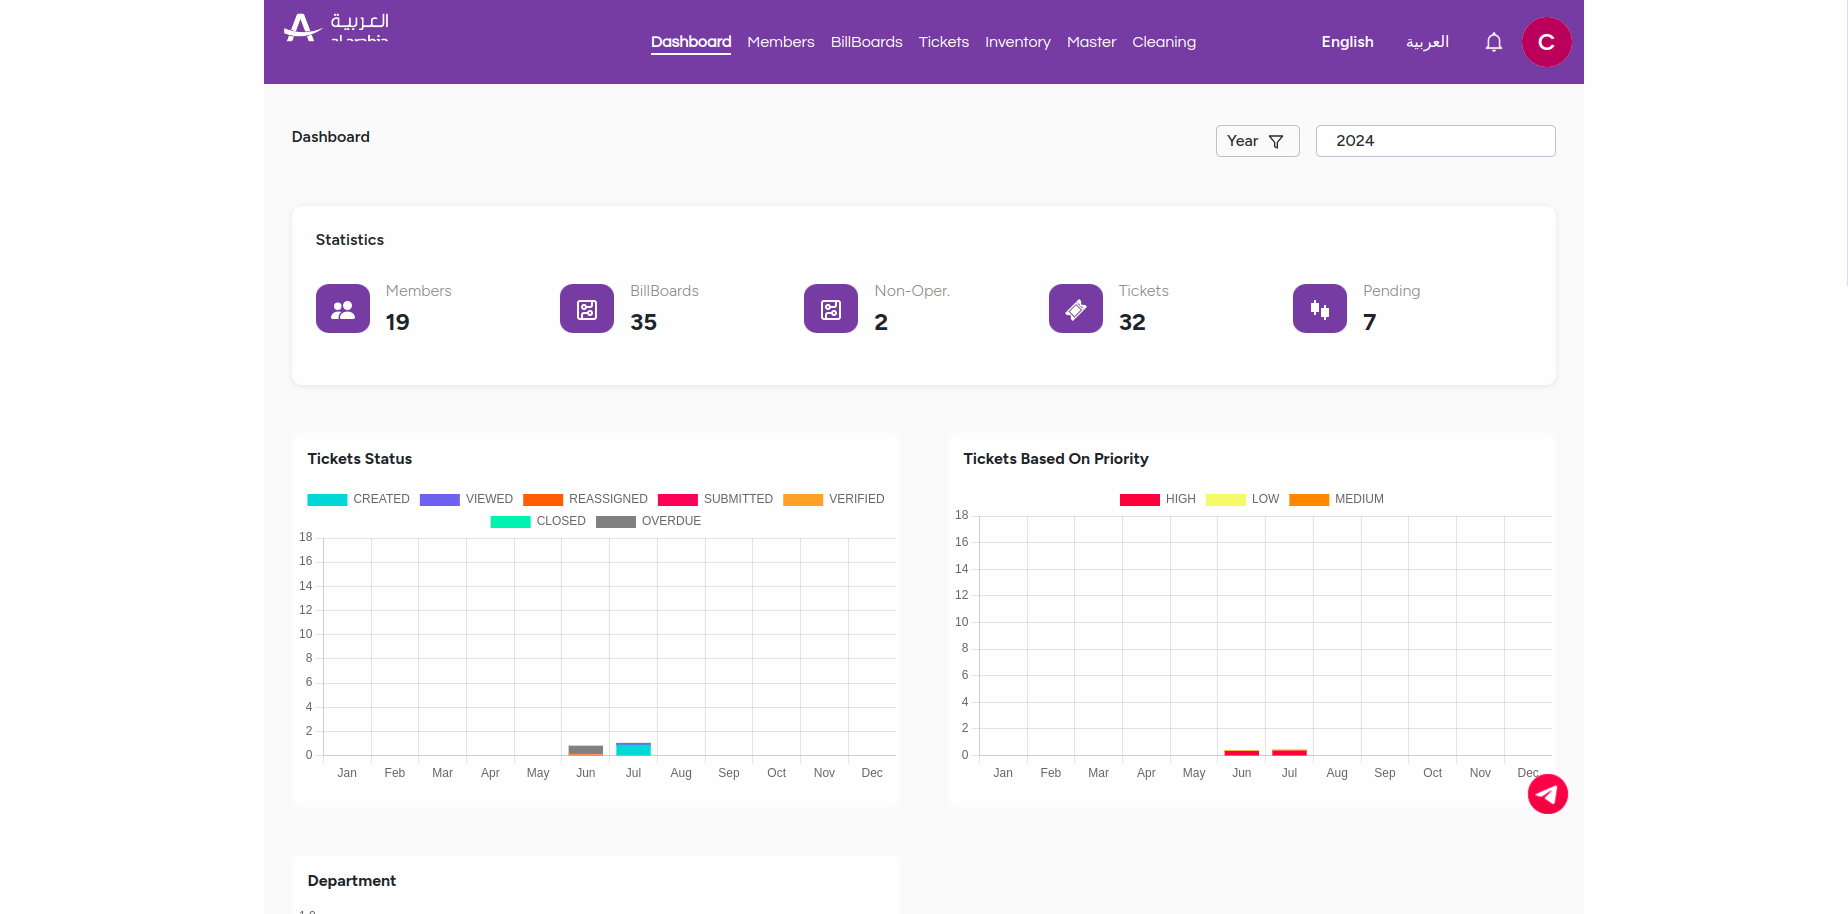 العربية
al arabia
Dashboard Members BillBoards Tickets Inventory Master Cleaning English العربية C
Dashboard
Year 2024
Statistics
Members BillBoards Non-Oper. Tickets Pending
19 35 2 32 7
Tickets Status
CREATED VIEWED REASSIGNED SUBMITTED VERIFIED
CLOSED OVERDUE
18
16
14
12
10
8
6
4
2
0
Jan Feb Mar Apr May Jun Jul Aug Sep Oct Nov Dec
Tickets Based On Priority
HIGH LOW MEDIUM
18
16
14
12
10
8
6
4
2
0
Jan Feb Mar Apr May Jun Jul Aug Sep Oct Nov Dec
Department